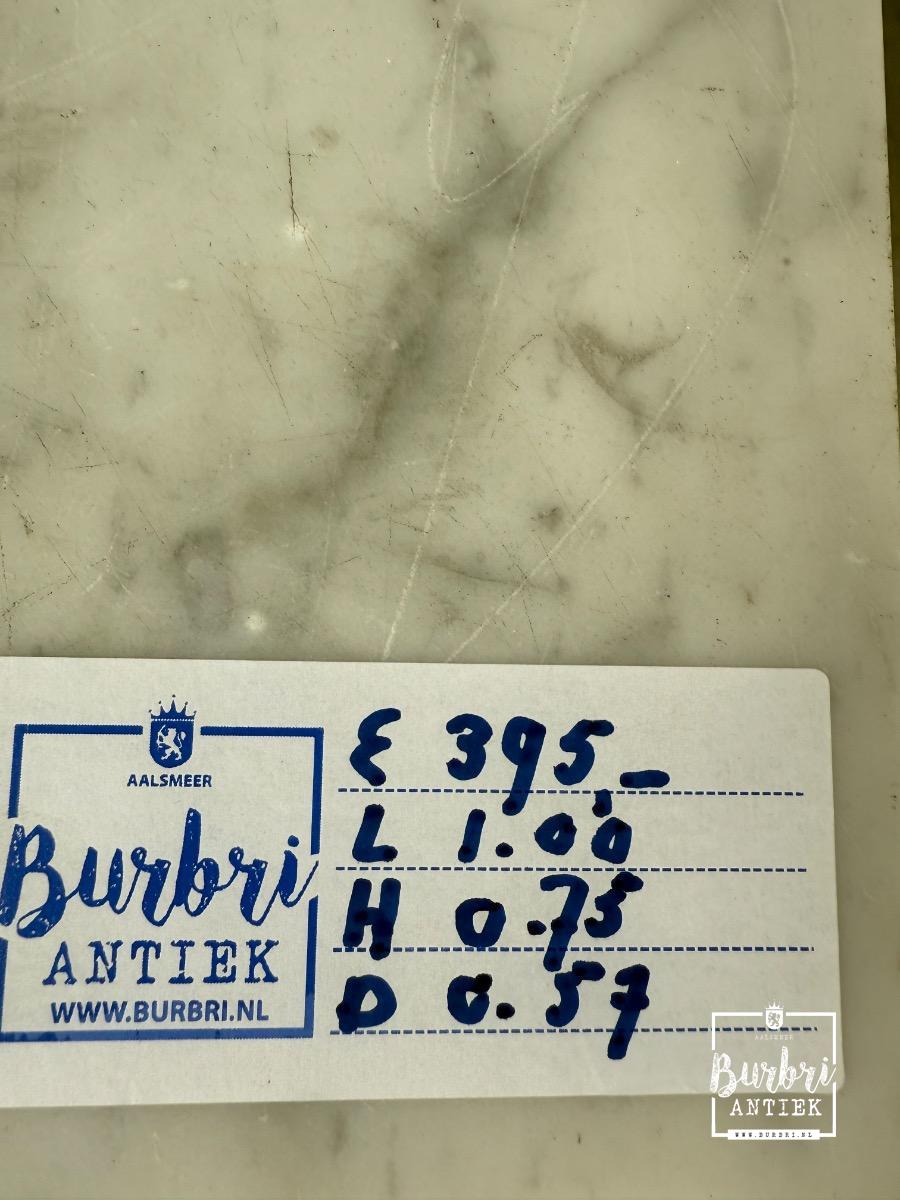 AALSMEER
Burbri
ANTIEK
WWW.BURBRI.NL
€ 395,-
L 1.00
H 0.75
D 0.57
AALSMEER
Burbri
ANTIEK
WWW.BURBRI.NL